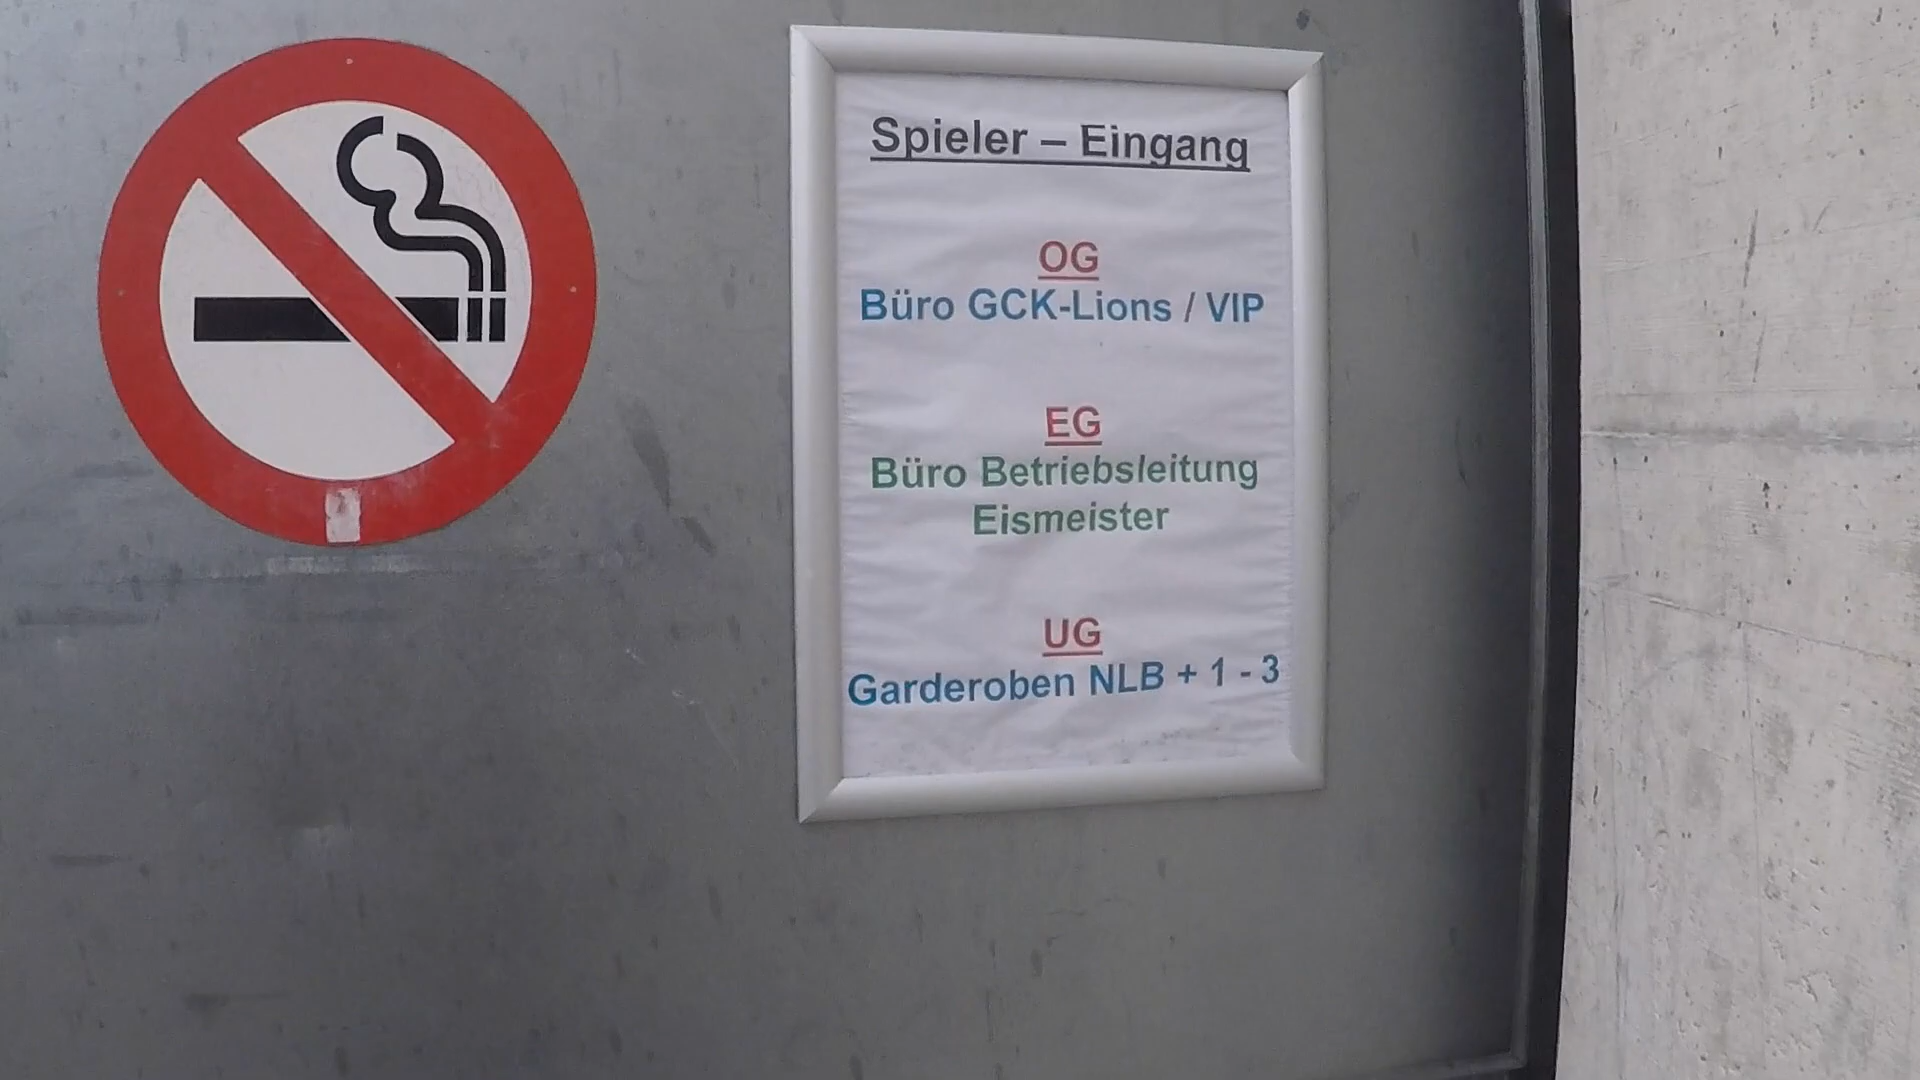 Spieler – Eingang
OG
Büro GCK-Lions / VIP
EG
Büro Betriebsleitung
Eismeister
UG
Garderoben NLB + 1 - 3